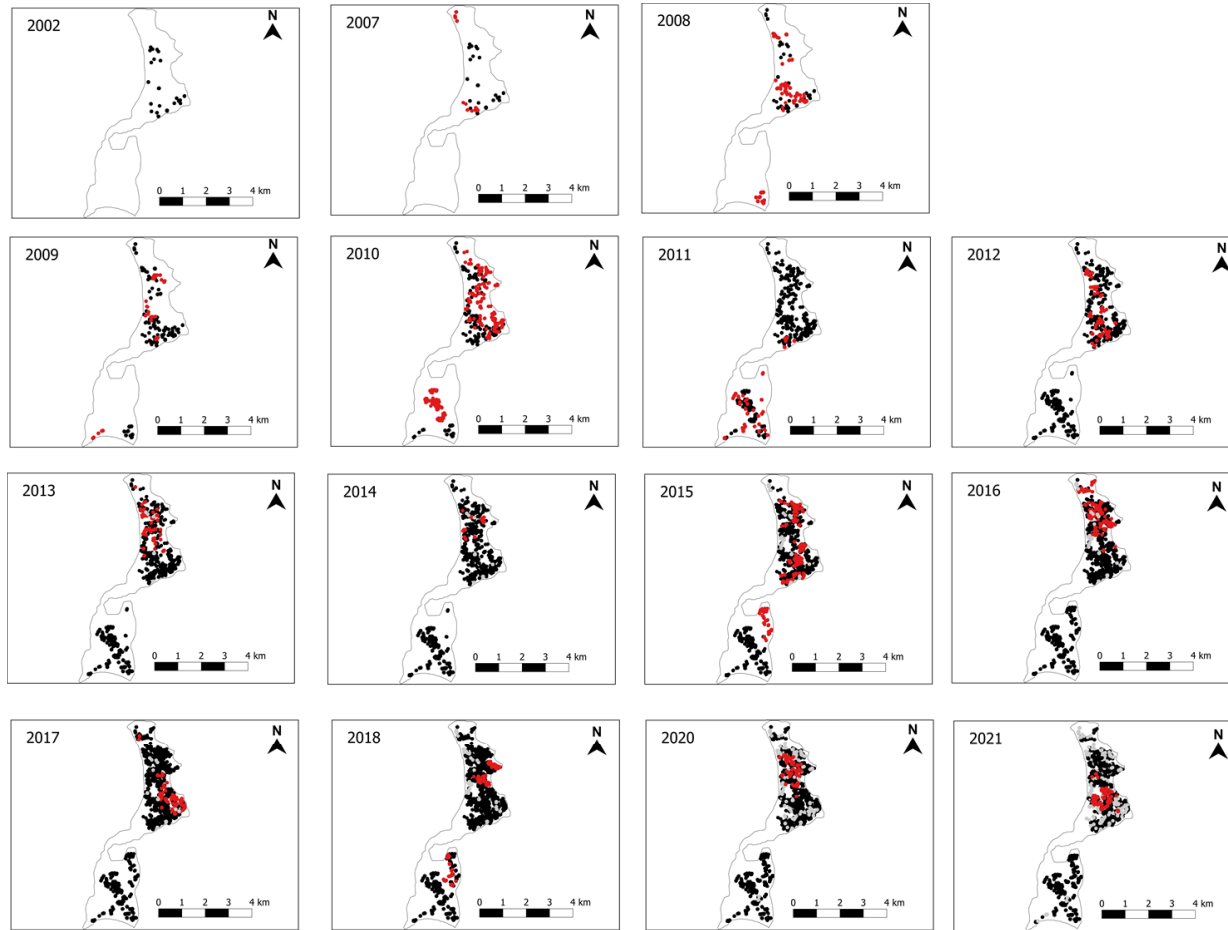 2002 N
0 1 2 3 4 km
2007 N
0 1 2 3 4 km
2008 N
0 1 2 3 4 km
2009 N
0 1 2 3 4 km
2010 N
0 1 2 3 4 km
2011 N
0 1 2 3 4 km
2012 N
0 1 2 3 4 km
2013 N
0 1 2 3 4 km
2014 N
0 1 2 3 4 km
2015 N
0 1 2 3 4 km
2016 N
0 1 2 3 4 km
2017 N
0 1 2 3 4 km
2018 N
0 1 2 3 4 km
2020 N
0 1 2 3 4 km
2021 N
0 1 2 3 4 km